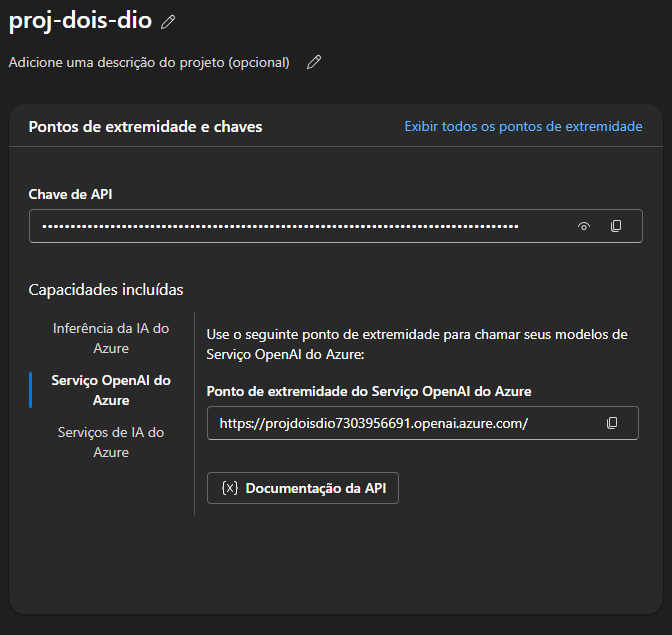 proj-dois-dio
Adicione uma descrição do projeto (opcional)
Pontos de extremidade e chaves
Exibir todos os pontos de extremidade
Chave de API
••••••••••••••••••••••••••••••••••••••••••••••••••••••••••••••••••••••••••••••••••••
Capacidades incluídas
Inferência da IA do
Azure
Serviço OpenAI do
Azure
Serviços de IA do
Azure
Use o seguinte ponto de extremidade para chamar seus modelos de
Serviço OpenAI do Azure:
Ponto de extremidade do Serviço OpenAI do Azure
https://projdoisdio7303956691.openai.azure.com/
{x} Documentação da API